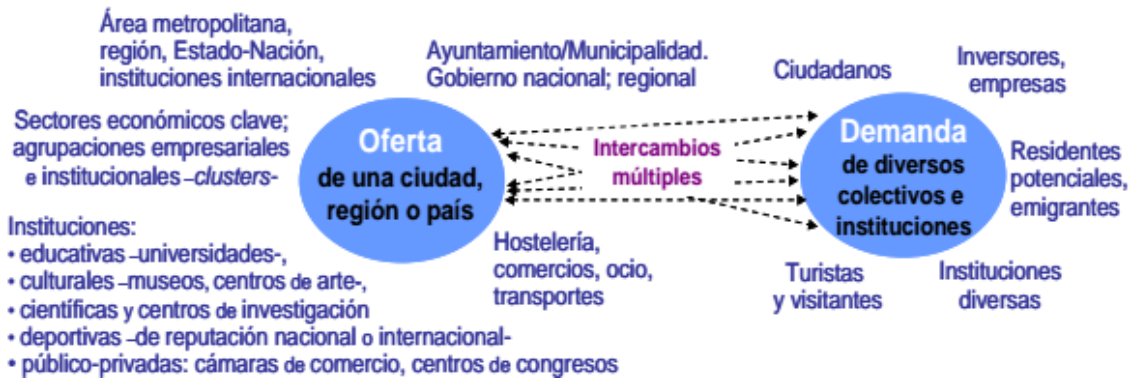 Área metropolitana,
región, Estado-Nación,
instituciones internacionales
Ayuntamiento/Municipalidad.
Gobierno nacional; regional
Ciudadanos
Inversores,
empresas
Sectores económicos clave;
agrupaciones empresariales
e institucionales –clusters-
Oferta
de una ciudad,
región o país
Intercambios
múltiples
Demanda
de diversos
colectivos e
instituciones
Residentes
potenciales,
emigrantes
Instituciones:
• educativas –universidades-,
• culturales –museos, centros de arte-,
• científicas y centros de investigación
• deportivas –de reputación nacional o internacional-
• público-privadas: cámaras de comercio, centros de congresos
Hostelería,
comercios, ocio,
transportes
Turistas
y visitantes
Instituciones
diversas